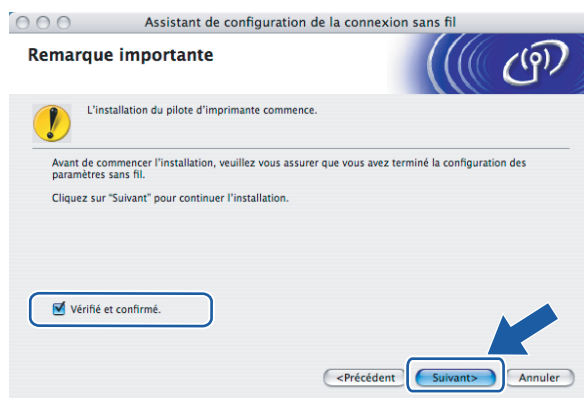 Assistant de configuration de la connexion sans fil
Remarque importante
L'installation du pilote d'imprimante commence.
Avant de commencer l'installation, veuillez vous assurer que vous avez terminé la configuration des
paramètres sans fil.
Cliquez sur "Suivant" pour continuer l'installation.
Vérifié et confirmé.
<Précédent Suivant> Annuler